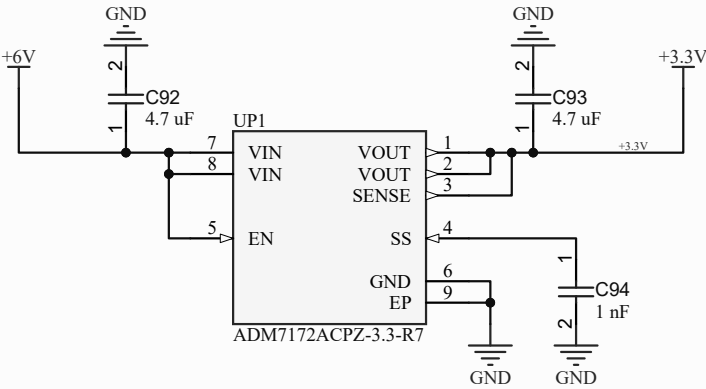 GND
GND
+6V
+3.3V
2
2
C92
C93
4.7 uF
4.7 uF
1
1
UP1
7
VIN
VOUT
1
+3.3V
8
VIN
VOUT
2
SENSE
3
5
EN
SS
4
1
GND
6
C94
EP
9
1 nF
2
ADM7172ACPZ-3.3-R7
GND
GND